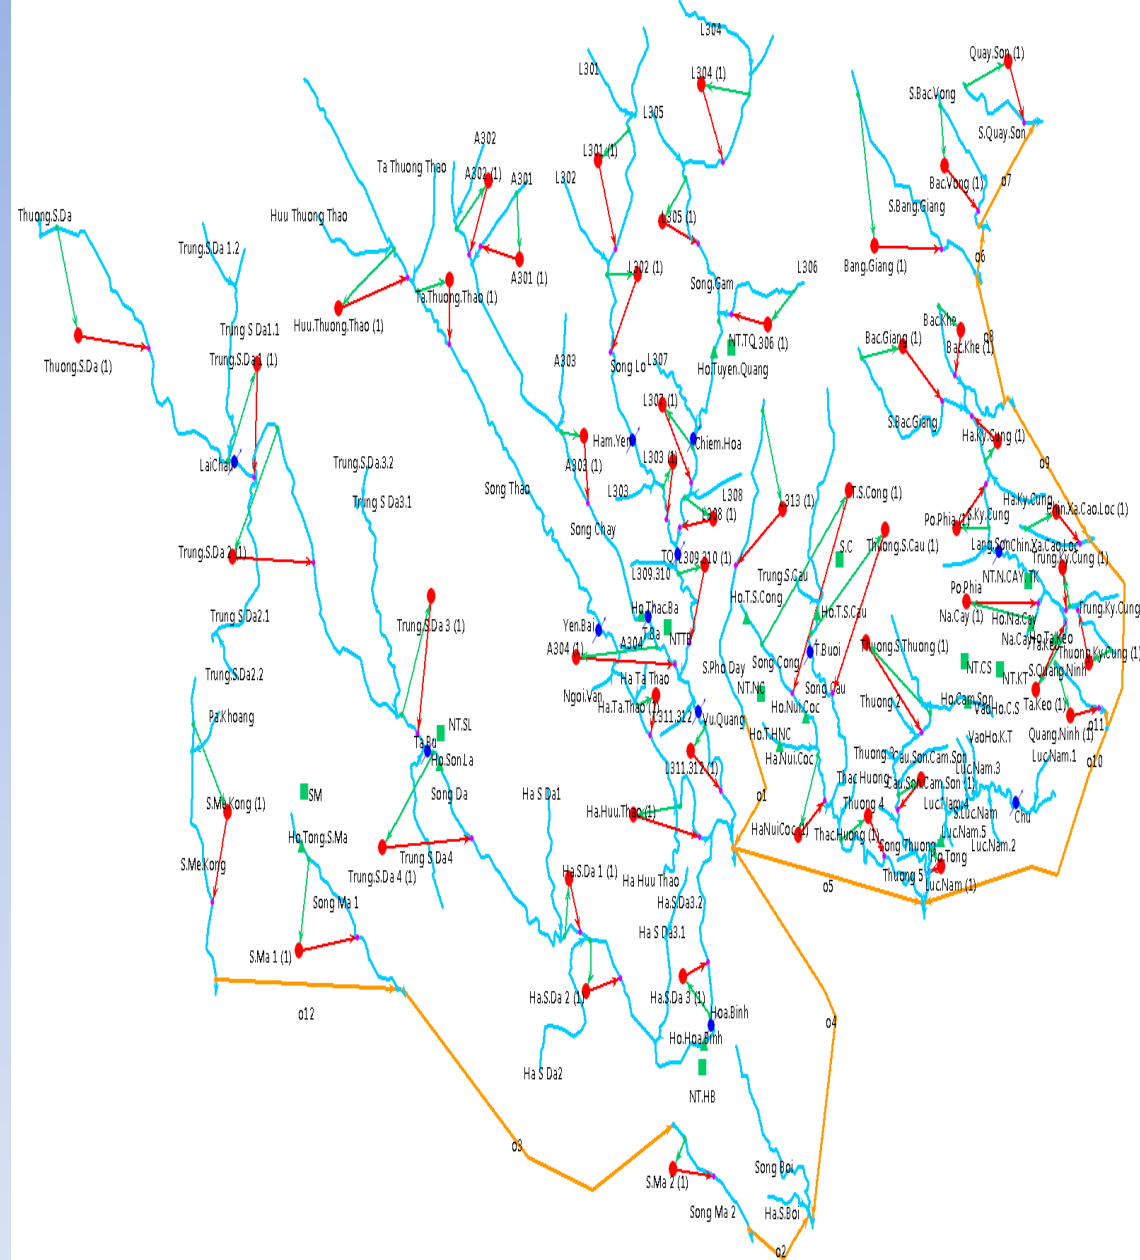 L304
Quay.Son (1)
L301
L304 (1)
S.Bac.Vong
L305
S.Quay.Son
A302
L301 (1)
Ta Thuong Thao
A302 (1)
A301
L302
Bac.Vong (1)
o7
S.Bang.Giang
Thuong.S.Da
Huu Thuong Thao
L305 (1)
Trung.S.Da 1.2
o6
Bang.Giang (1)
L302 (1)
L306
A301 (1)
Song.Gam
Ta.Thuong.Thao (1)
Bac.Khe
Huu.Thuong.Thao (1)
Trung S Da1.1
o8
Bac.Giang (1)
L306 (1)
NT.TQ
Bac.Khe (1)
Trung.S.Da 1 (1)
Thuong.S.Da (1)
A303
Song Lo
L307
Ho.Tuyen.Quang
L307 (1)
S.Bac.Giang
Ha.Ky.Cung (1)
Ham.Yen
Chiem.Hoa
LaiChau
Trung.S.Da.3.2
A303 (1)
L303 (1)
o9
Song Thao
L303
L308
T.S.Cong (1)
Ha.Ky.Cung
Trung S Da3.1
L313 (1)
Phin.Xa.Cao.Loc (1)
S.Ky.Cung
L308 (1)
Po.Phia (1)
Song Chay
Thuong.S.Cau (1)
Lang.Son
Chin.Xa.Cao.Loc
S.C
Trung.S.Da 2 (1)
TQ
L309.310 (1)
Trung.Ky.Cung (1)
L309.310
Trung.S.Cau
NT.N.CAY, TK
Po.Phia
Ho.T.S.Cong
Ho.Thac.Ba
Ho.T.S.Cau
Na.Cay (1)
Trung.Ky.Cung
Trung S Da2.1
Trung.S.Da 3 (1)
Ho.Na.Cay
Yen.Bai
T.Ba
NTTB
Na.Cay
Ho.Ta.Keo
A304
A304 (1)
T.Buoi
Thuong.S.Thuong (1)
Thuong.Ky.Cung (1)
Song Cong
S.Pho Day
NT.CS
S.Quang.Ninh
Trung.S.Da2.2
Ha Ta Thao
NT.KT
NT.NC
Song Cau
Ngoi.Van
Thuong 2
Ho.Cam.Son
Ha.Ta.Thao (1)
Ho.Nui.Coc
VaoHo.C.S
Ta.Keo (1)
Pa.Khoang
L311.312
Vu.Quang
NT.SL
o11
Ho.T.HNC
Quang.Ninh (1)
VaoHo.K.T
Ta.Bu
Ha.Nui.Coc
Thuong 3
Cau.Son.Cam.Son
Luc.Nam.1
Ho.Son.La
o10
L311.312 (1)
Luc.Nam.3
Thac Huong
Cau.Son.Cam.Son (1)
SM
Song Da
Ha S Da1
o1
S.Me.Kong (1)
Thuong 4
Luc.Nam.4
Ha.Huu.Thao (1)
S.Luc.Nam
Chu
HaNuiCoc (1)
Thac.Huong (1)
Luc.Nam.5
Ho.Tong.S.Ma
Song Thuong
Luc.Nam.2
S.Me.Kong
Trung S Da4
Ho.Tong
Trung.S.Da 4 (1)
Ha.S.Da 1 (1)
Ha Huu Thao
Thuong 5
o5
Luc.Nam (1)
Song Ma 1
Ha.S.Da3.2
Ha S Da3.1
S.Ma 1 (1)
Ha.S.Da 2 (1)
Ha.S.Da 3 (1)
o12
Hoa.Binh
o4
Ho.Hoa.Binh
Ha S Da2
NT.HB
o3
Song Boi
S.Ma 2 (1)
Song Ma 2
Ha.S.Boi
o2